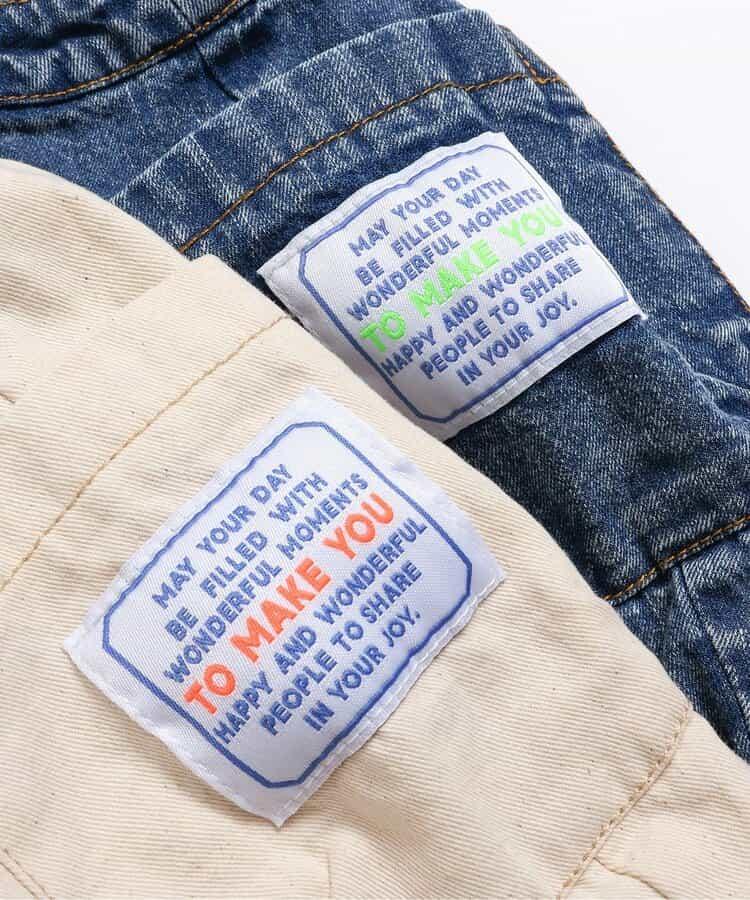 MAY YOUR DAY
BE FILLED WITH
WONDERFUL MOMENTS
TO MAKE YOU
HAPPY AND WONDERFUL
PEOPLE TO SHARE
IN YOUR JOY.
MAY YOUR DAY
BE FILLED WITH
WONDERFUL MOMENTS
TO MAKE YOU
HAPPY AND WONDERFUL
PEOPLE TO SHARE
IN YOUR JOY.